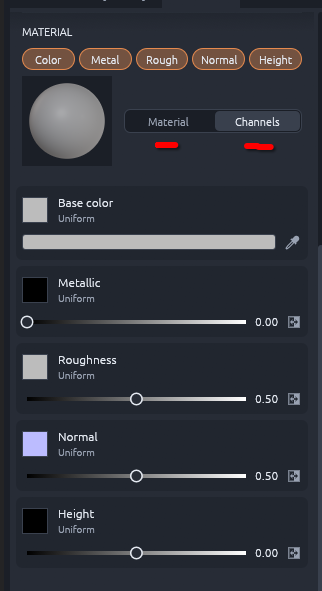 MATERIAL
Color Metal Rough Normal Height
Material Channels
Base color
Uniform
Metallic
Uniform
0.00
Roughness
Uniform
0.50
Normal
Uniform
0.50
Height
Uniform
0.00